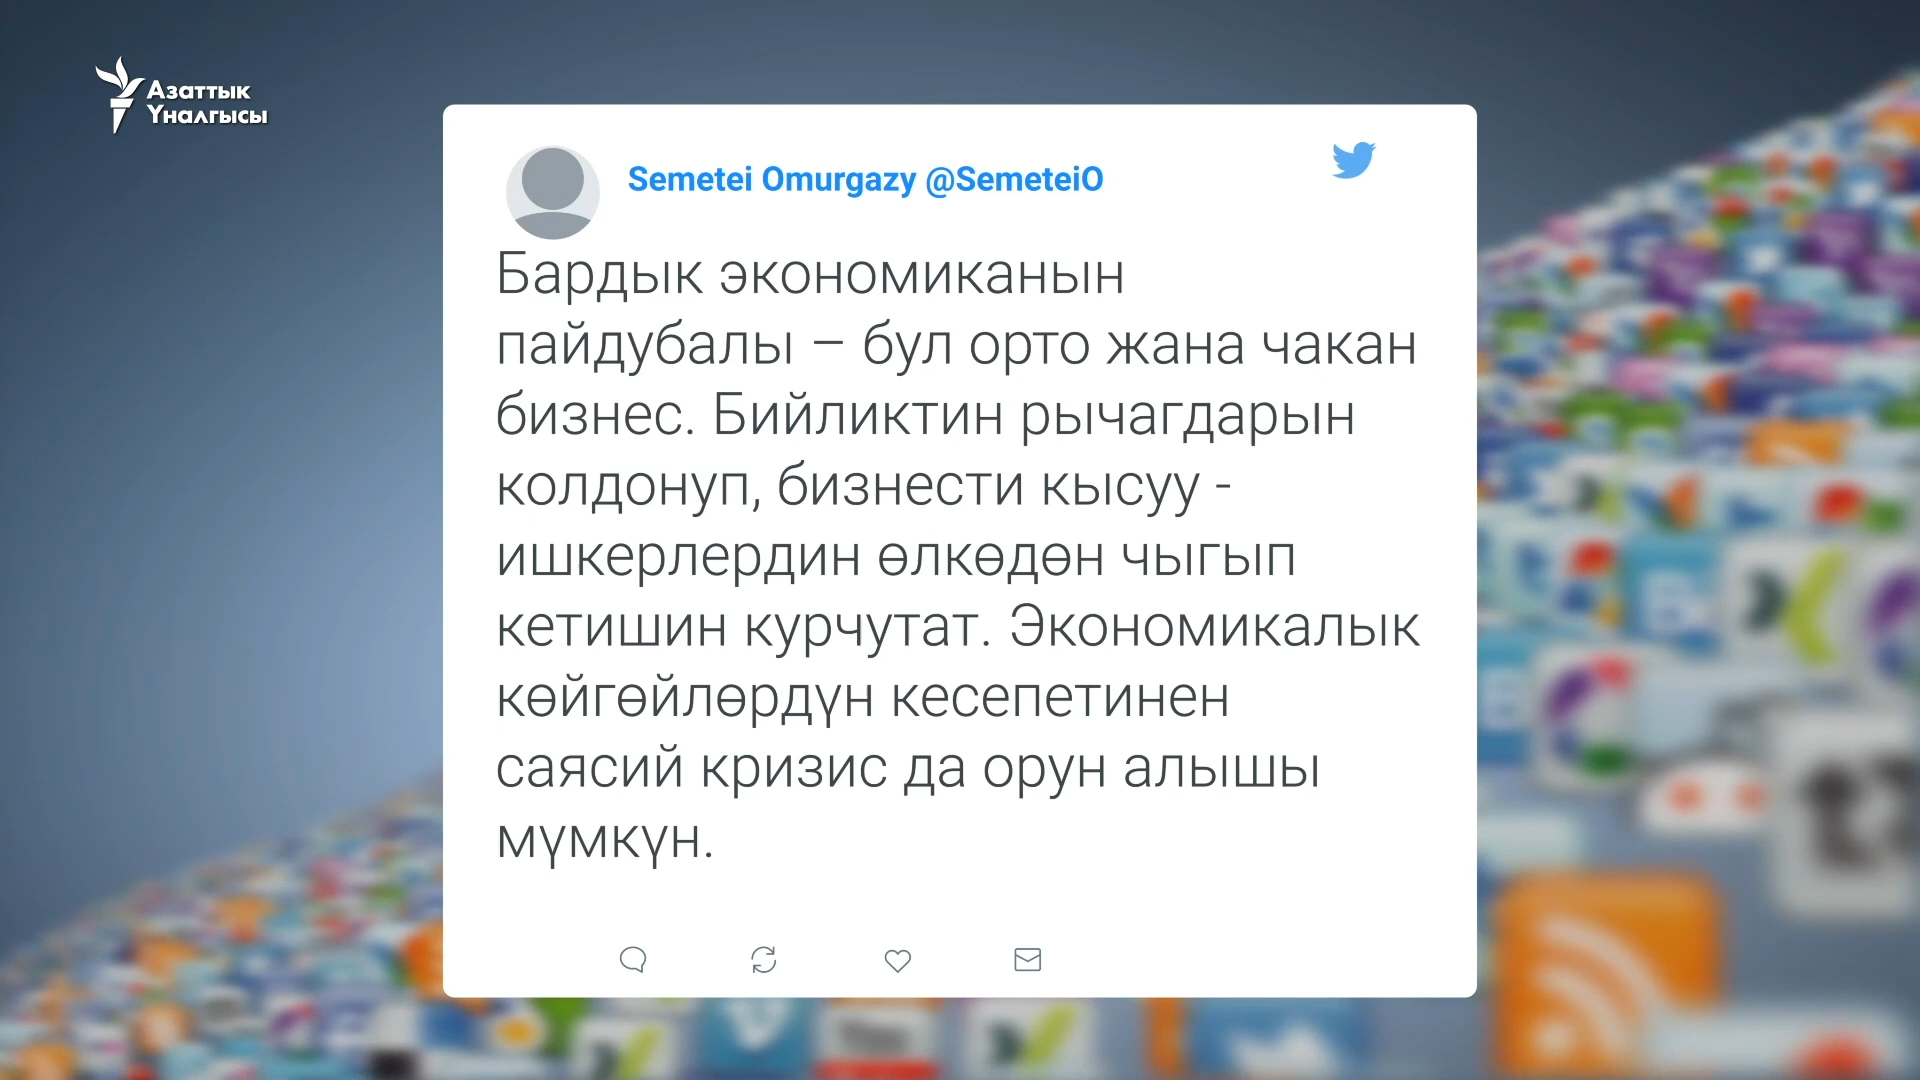 Азаттык
Үналгысы
Semetei Omurgazy @SemeteiO
Бардык экономиканын
пайдубалы – бул орто жана чакан
бизнес. Бийликтин рычагдарын
колдонуп, бизнести кысуу -
ишкерлердин өлкөдөн чыгып
кетишин курчутат. Экономикалык
көйгөйлөрдүн кесепетинен
саясий кризис да орун алышы
мүмкүн.